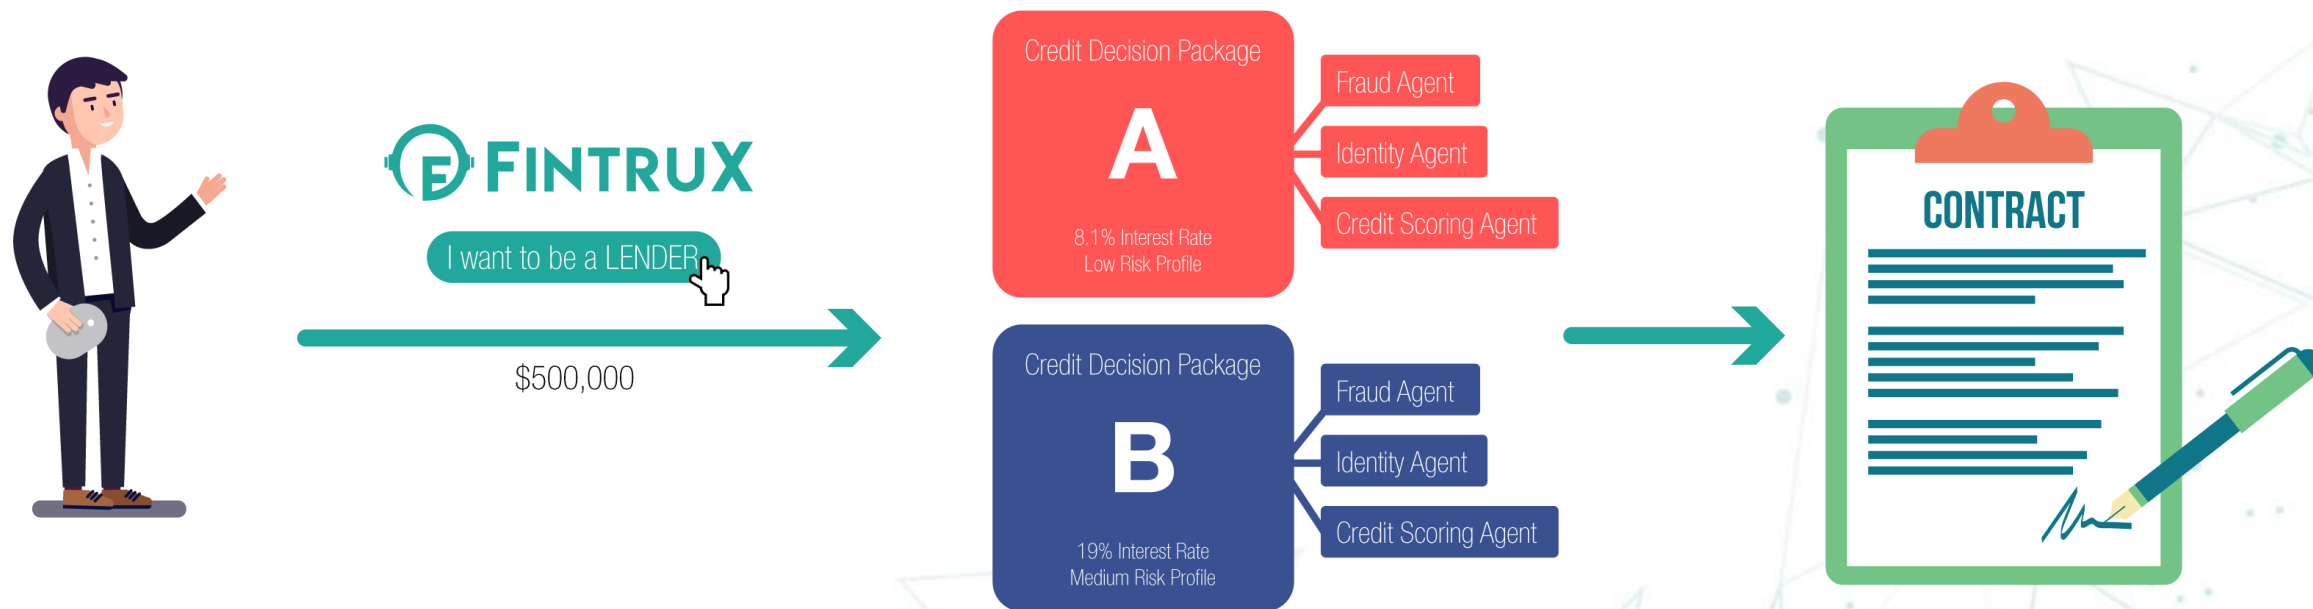 FINTRUX
I want to be a LENDER
$500,000
Credit Decision Package
A
8.1% Interest Rate
Low Risk Profile
Fraud Agent
Identity Agent
Credit Scoring Agent
Credit Decision Package
B
19% Interest Rate
Medium Risk Profile
Fraud Agent
Identity Agent
Credit Scoring Agent
CONTRACT